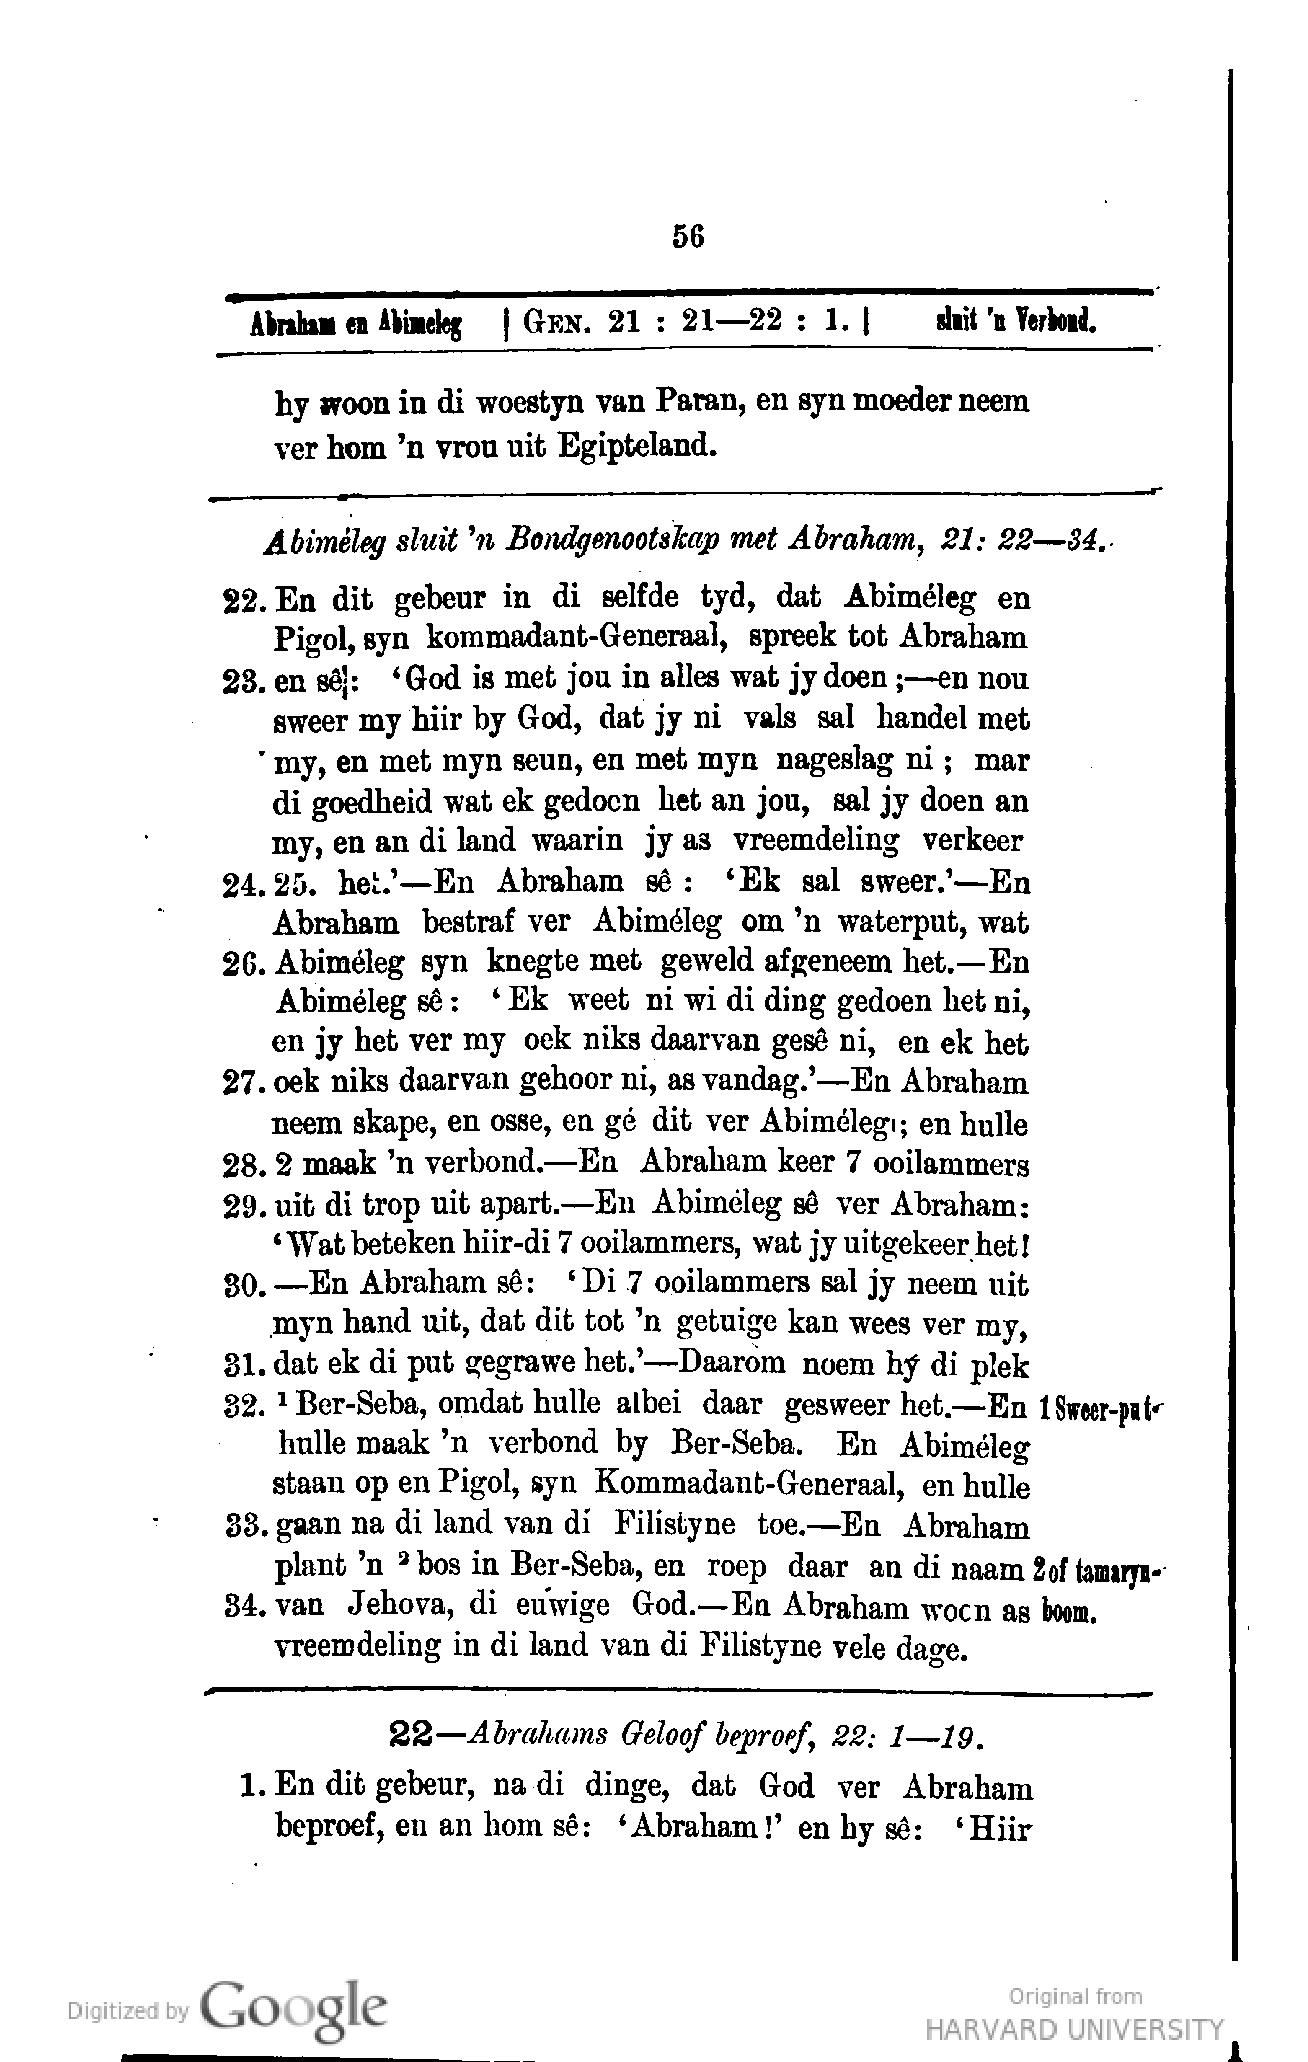 56
Abraham en Abimeleg | GEN. 21 : 21—22 : 1. | sluit 'n Verbond.
hy woon in di woestyn van Paran, en syn moeder neem
ver hom 'n vrou uit Egipteland.
Abiméleg sluit 'n Bondgenootskap met Abraham, 21: 22—34.
22. En dit gebeur in di selfde tyd, dat Abiméleg en
Pigol, syn kommadant-Generaal, spreek tot Abraham
23. en sê: ‘God is met jou in alles wat jy doen ;—en nou
sweer my hiir by God, dat jy ni vals sal handel met
my, en met myn seun, en met myn nageslag ni ; mar
di goedheid wat ek gedoen het an jou, sal jy doen an
my, en an di land waarin jy as vreemdeling verkeer
24. 25. het.’—En Abraham sê : ‘Ek sal sweer.’—En
Abraham bestraf ver Abiméleg om 'n waterput, wat
26. Abiméleg syn knegte met geweld afgeneem het.—En
Abiméleg sê : ‘Ek weet ni wi di ding gedoen het ni,
en jy het ver my oek niks daarvan gesê ni, en ek het
27. oek niks daarvan gehoor ni, as vandag.’—En Abraham
neem skape, en osse, en gé dit ver Abiméleg; en hulle
28. 2 maak 'n verbond.—En Abraham keer 7 ooilammers
29. uit di trop uit apart.—En Abiméleg sê ver Abraham:
‘Wat beteken hiir-di 7 ooilammers, wat jy uitgekeer het!
30. —En Abraham sê: ‘Di 7 ooilammers sal jy neem uit
myn hand uit, dat dit tot 'n getuige kan wees ver my,
31. dat ek di put gegrawe het.’—Daarom noem hý di plek
32. ¹ Ber-Seba, omdat hulle albei daar gesweer het.—En 1 Sweer-put
hulle maak 'n verbond by Ber-Seba. En Abiméleg
staan op en Pigol, syn Kommadant-Generaal, en hulle
33. gaan na di land van di Filistyne toe.—En Abraham
plant 'n ² bos in Ber-Seba, en roep daar an di naam 2 of tamaryn-
34. van Jehova, di euwige God.—En Abraham woen as boom.
vreemdeling in di land van di Filistyne vele dage.
22—Abrahams Geloof beproef, 22: 1—19.
1. En dit gebeur, na di dinge, dat God ver Abraham
beproef, en an hom sê: ‘Abraham !’ en hy sê: ‘Hiir
Digitized by Google
Original from
HARVARD UNIVERSITY